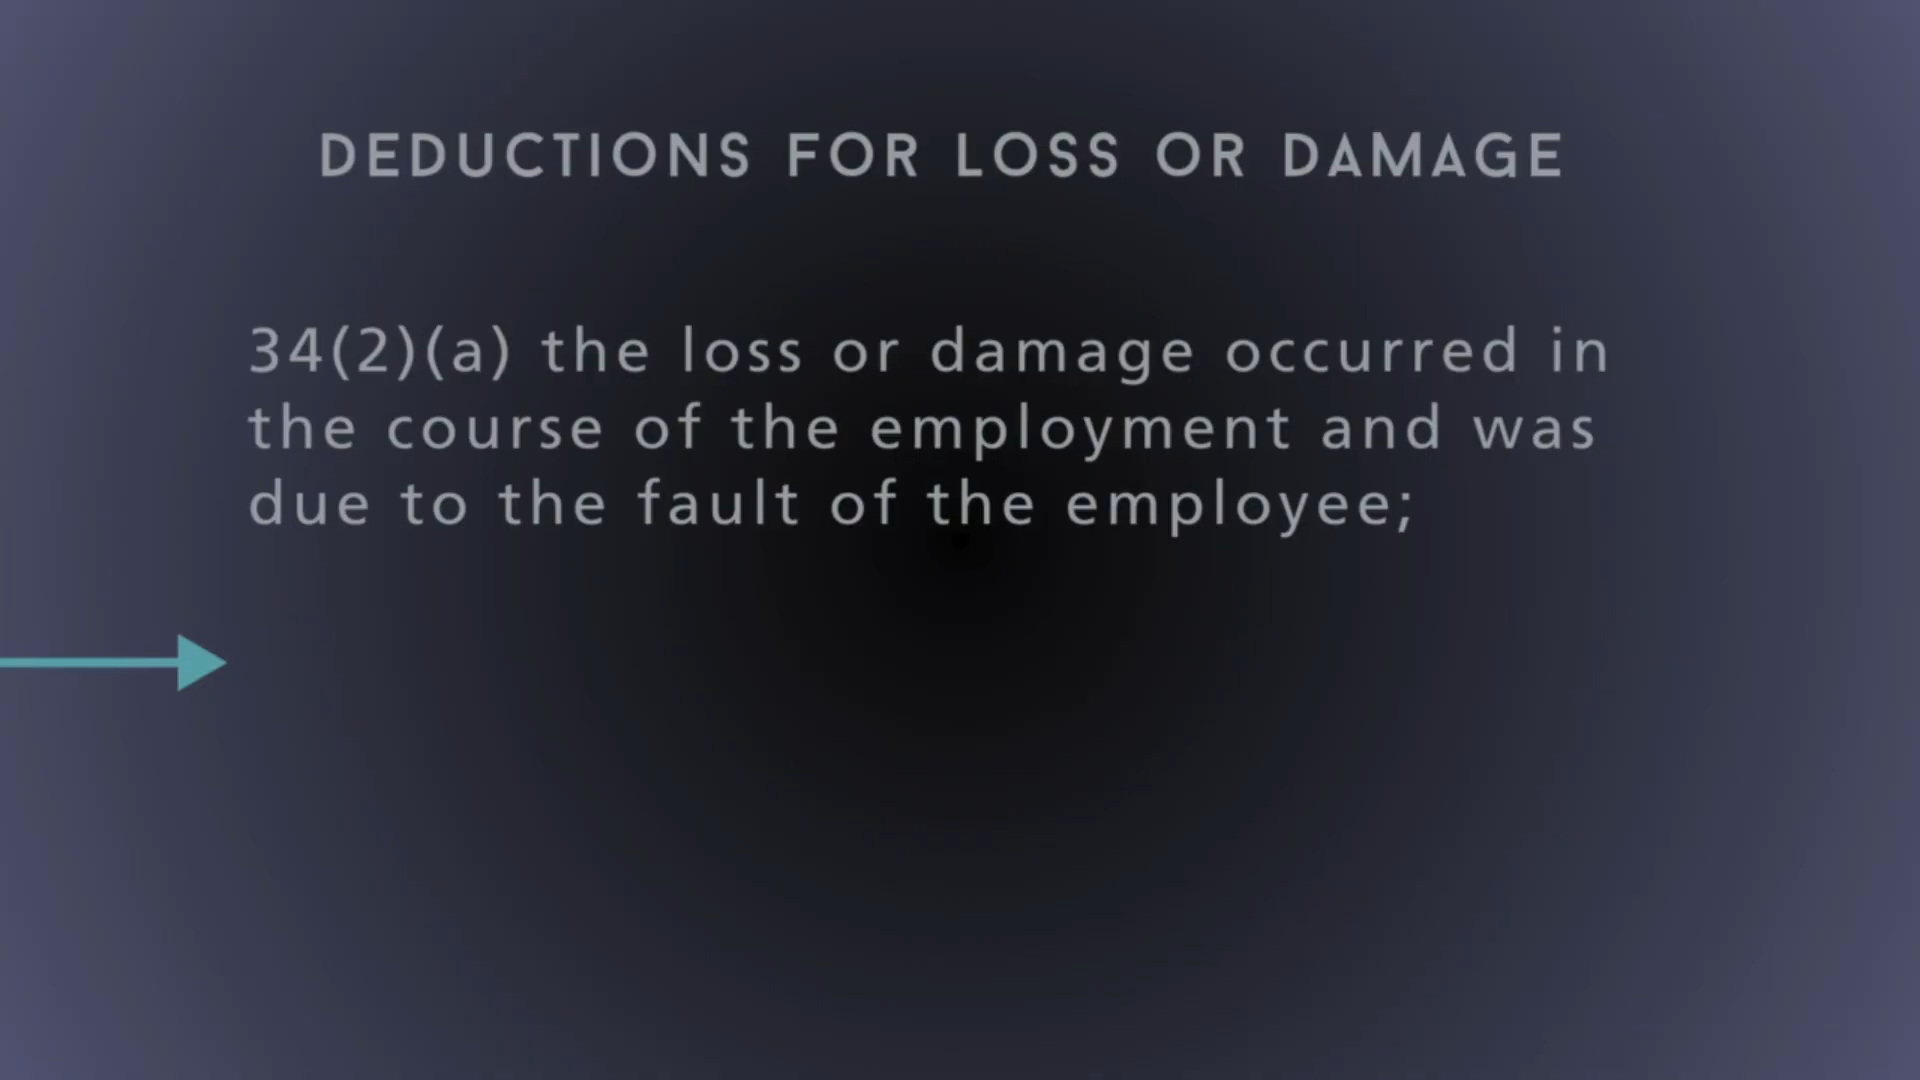 DEDUCTIONS FOR LOSS OR DAMAGE
34(2)(a) the loss or damage occurred in
the course of the employment and was
due to the fault of the employee;